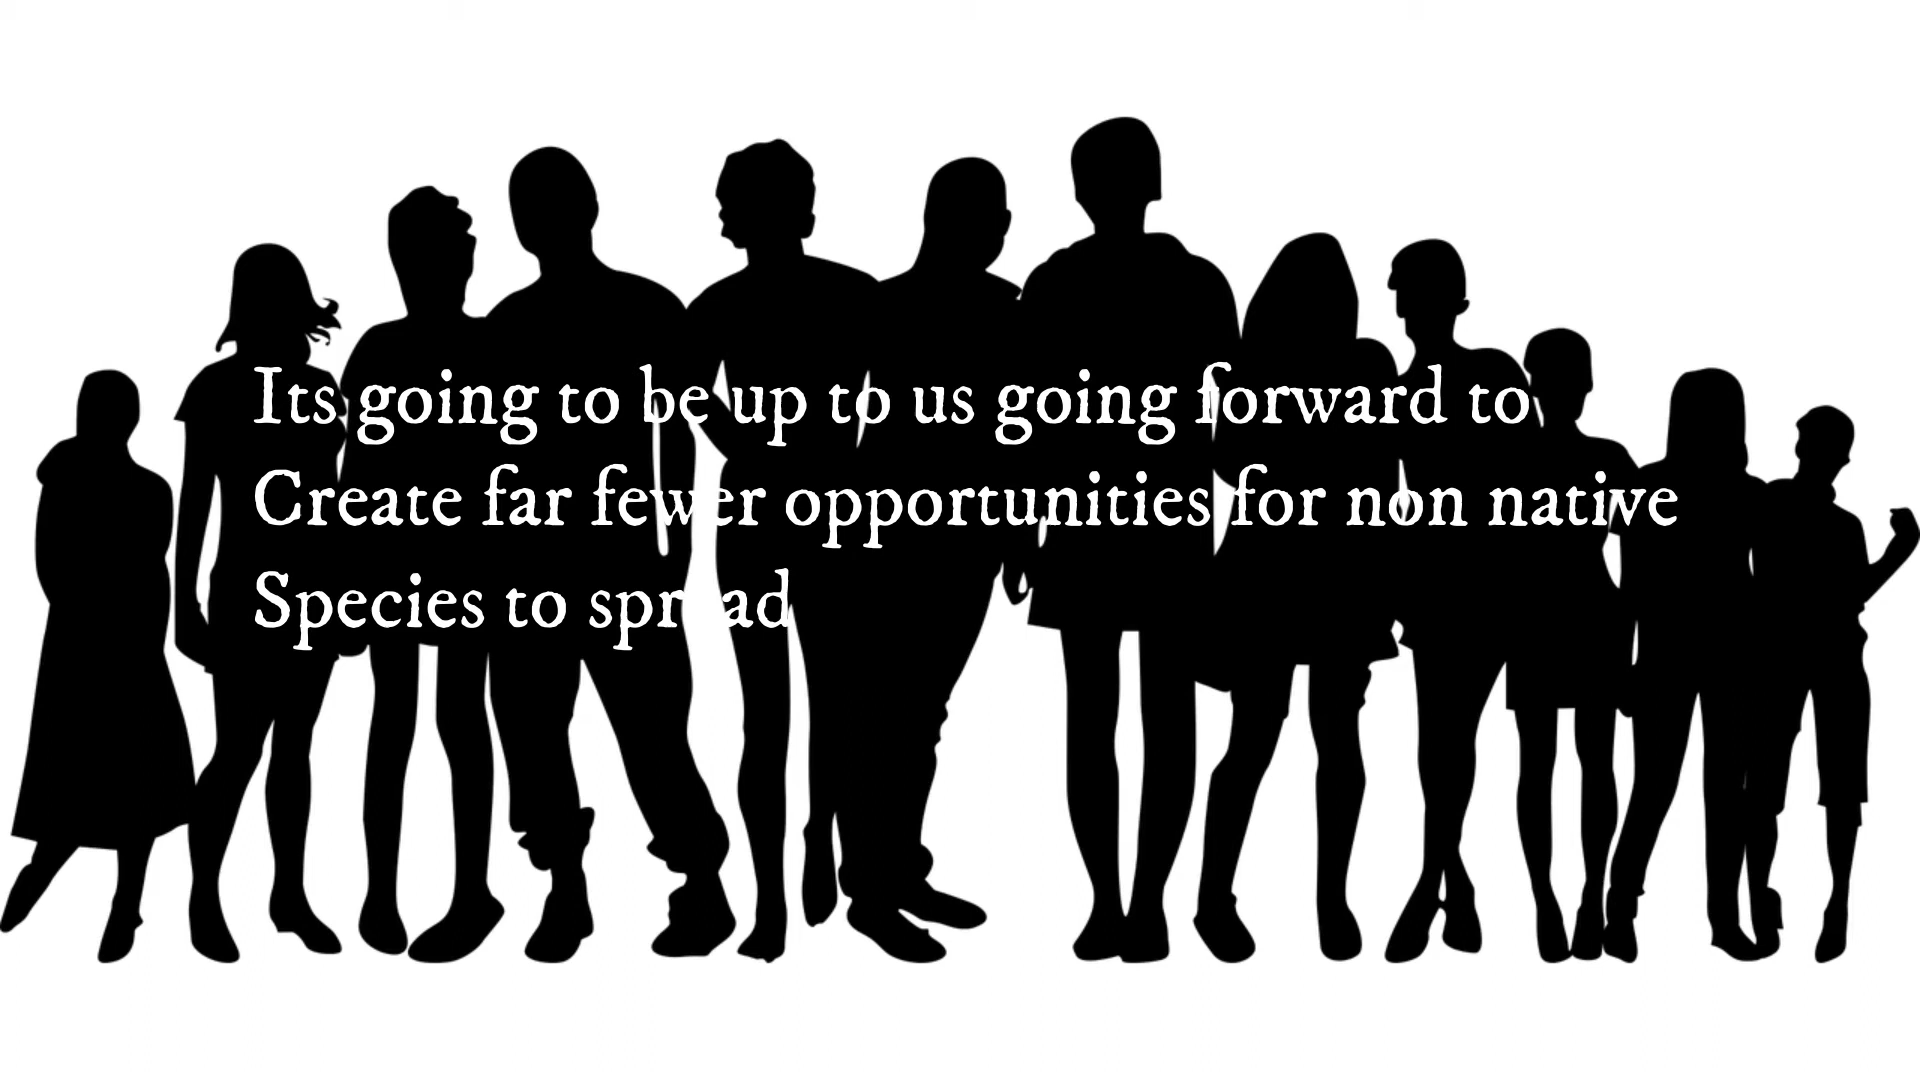 Its going to be up to us going forward to
Create far fewer opportunities for non native
Species to spread